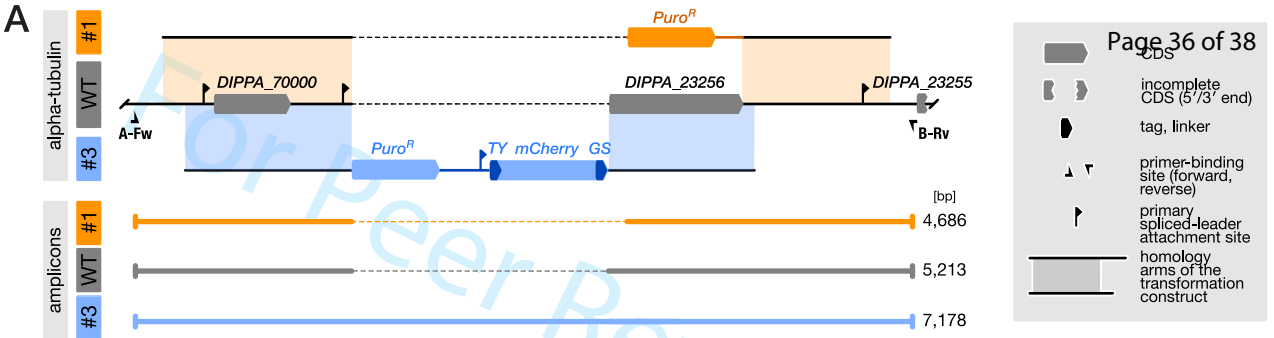 A
Page 36 of 38
alpha-tubulin
#1
WT
#3
Puro^R
DIPPA_70000
DIPPA_23256
DIPPA_23255
A-Fw
B-Rv
Puro^R
TY mCherry GS
amplicons
#1
WT
#3
[bp]
4,686
5,213
7,178
CDS
incomplete
CDS (5′/3′ end)
tag, linker
primer-binding
site (forward,
reverse)
primary
spliced-leader
attachment site
homology
arms of the
transformation
construct
For Peer Re